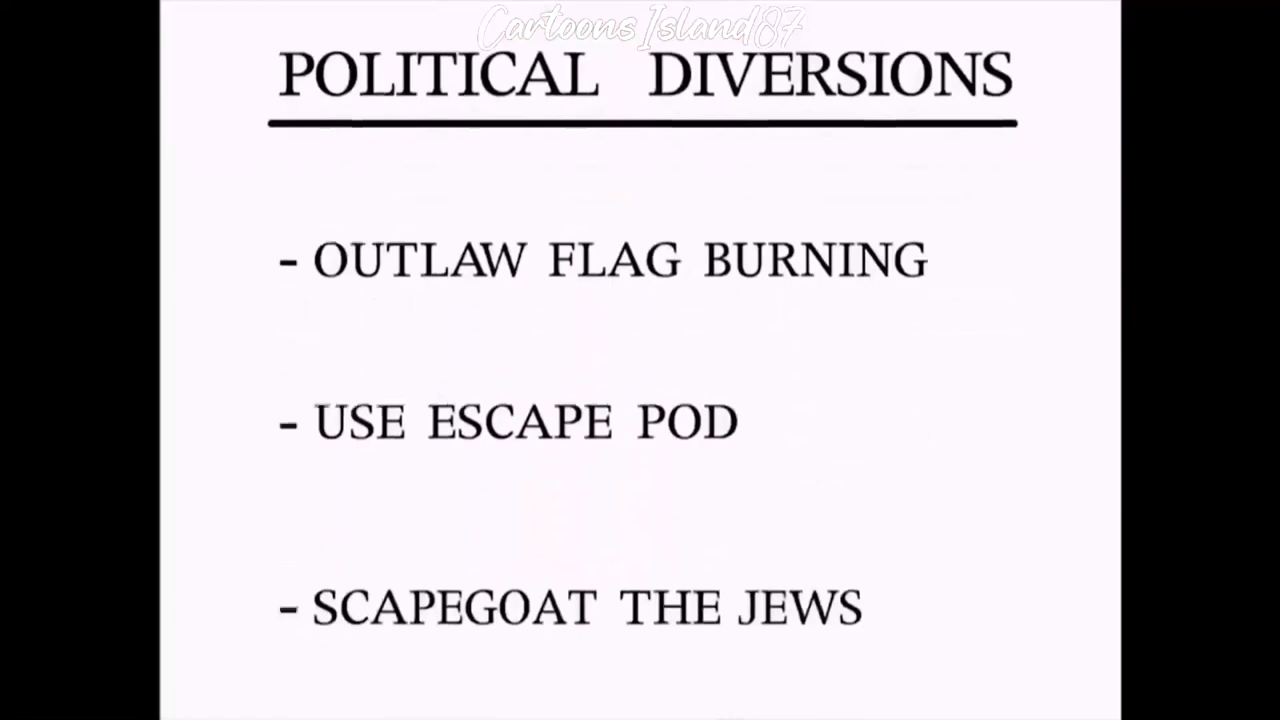 Cartoons Island87
POLITICAL DIVERSIONS
- OUTLAW FLAG BURNING
- USE ESCAPE POD
- SCAPEGOAT THE JEWS